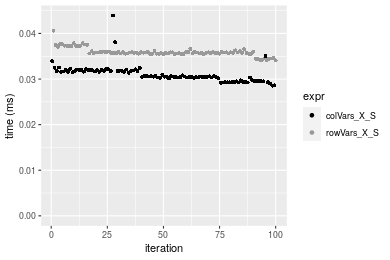 time (ms)
0.04
0.03
0.02
0.01
0.00
0
25
50
75
100
iteration
expr
colVars_X_S
rowVars_X_S